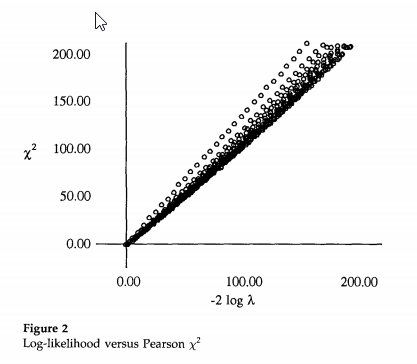 200.00
150.00
χ²
100.00
50.00
0.00
0.00
100.00
200.00
-2 log λ
Figure 2
Log-likelihood versus Pearson χ²